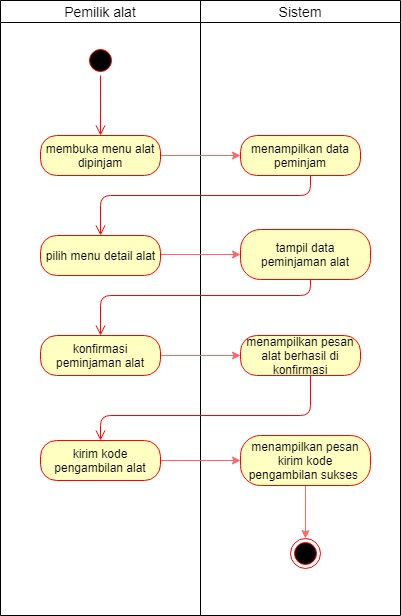 Pemilik alat
Sistem
membuka menu alat
dipinjam
menampilkan data
peminjam
pilih menu detail alat
tampil data
peminjaman alat
konfirmasi
peminjaman alat
menampilkan pesan
alat berhasil di
konfirmasi
kirim kode
pengambilan alat
menampilkan pesan
kirim kode
pengambilan sukses